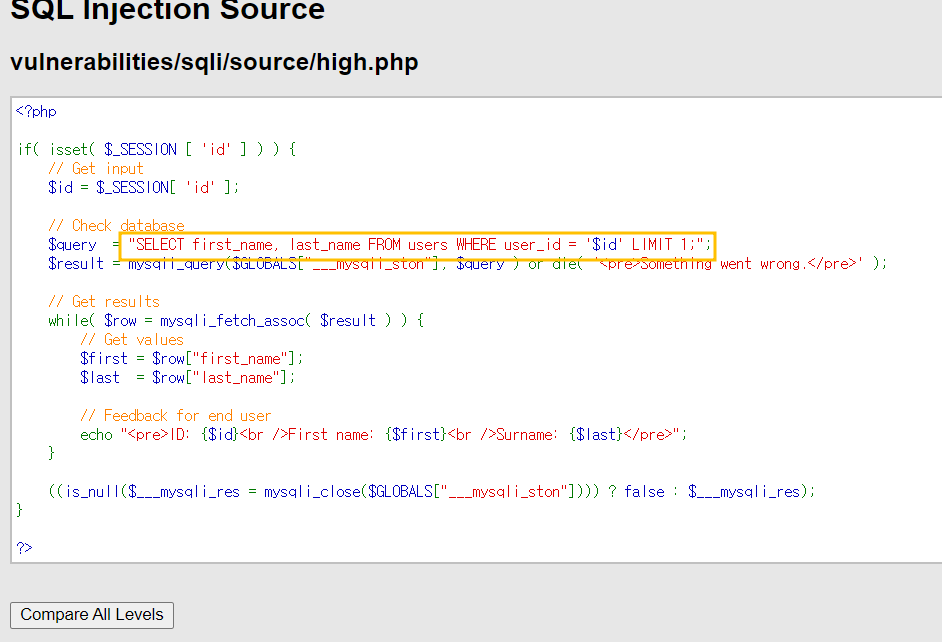 SQL Injection Source
vulnerabilities/sqli/source/high.php
<?php
if( isset( $_SESSION [ 'id' ] ) ) {
// Get input
$id = $_SESSION[ 'id' ];
// Check database
$query = "SELECT first_name, last_name FROM users WHERE user_id = '$id' LIMIT 1;";
$result = mysqli_query($GLOBALS["___mysqli_ston"], $query ) or die( '<pre>Something went wrong.</pre>' );
// Get results
while( $row = mysqli_fetch_assoc( $result ) ) {
// Get values
$first = $row["first_name"];
$last = $row["last_name"];
// Feedback for end user
echo "<pre>ID: {$id}<br />First name: {$first}<br />Surname: {$last}</pre>";
}
((is_null($___mysqli_res = mysqli_close($GLOBALS["___mysqli_ston"]))) ? false : $___mysqli_res);
}
?>
Compare All Levels